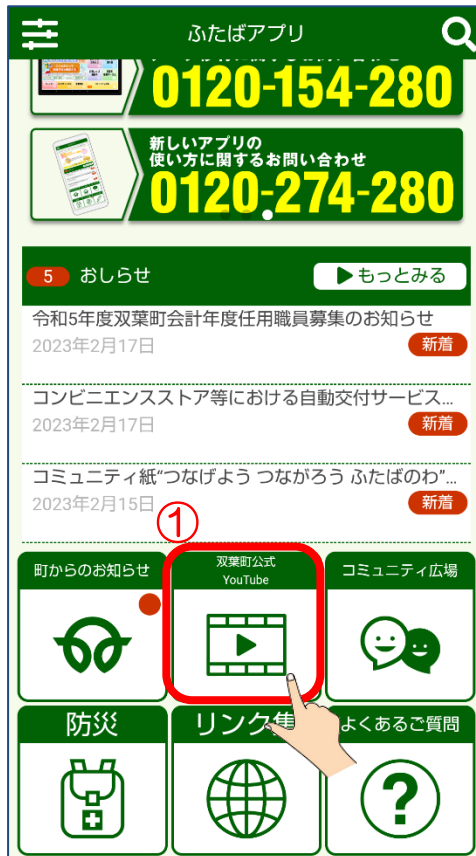 ふたばアプリ
0120-154-280
新しいアプリの
使い方に関するお問い合わせ
0120-274-280
5 おしらせ ▶もっとみる
令和5年度双葉町会計年度任用職員募集のお知らせ
2023年2月17日 新着
コンビニエンスストア等における自動交付サービス...
2023年2月17日 新着
コミュニティ紙“つなげよう つながろう ふたばのわ”...
2023年2月15日 新着
①
町からのお知らせ 双葉町公式 コミュニティ広場
YouTube
防災 リンク集 よくあるご質問
?